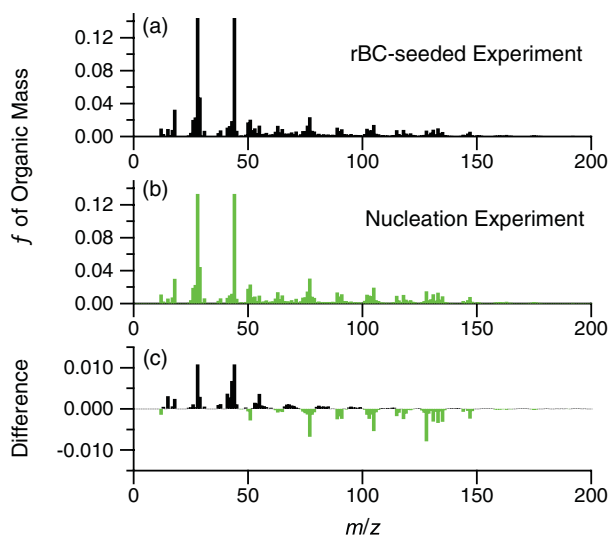 (a)
rBC-seeded Experiment
0.12
0.08
0.04
0.00
0 50 100 150 200
(b)
Nucleation Experiment
0.12
0.08
0.04
0.00
0 50 100 150 200
ƒ of Organic Mass
(c)
0.010
0.000
-0.010
Difference
0 50 100 150 200
m/z